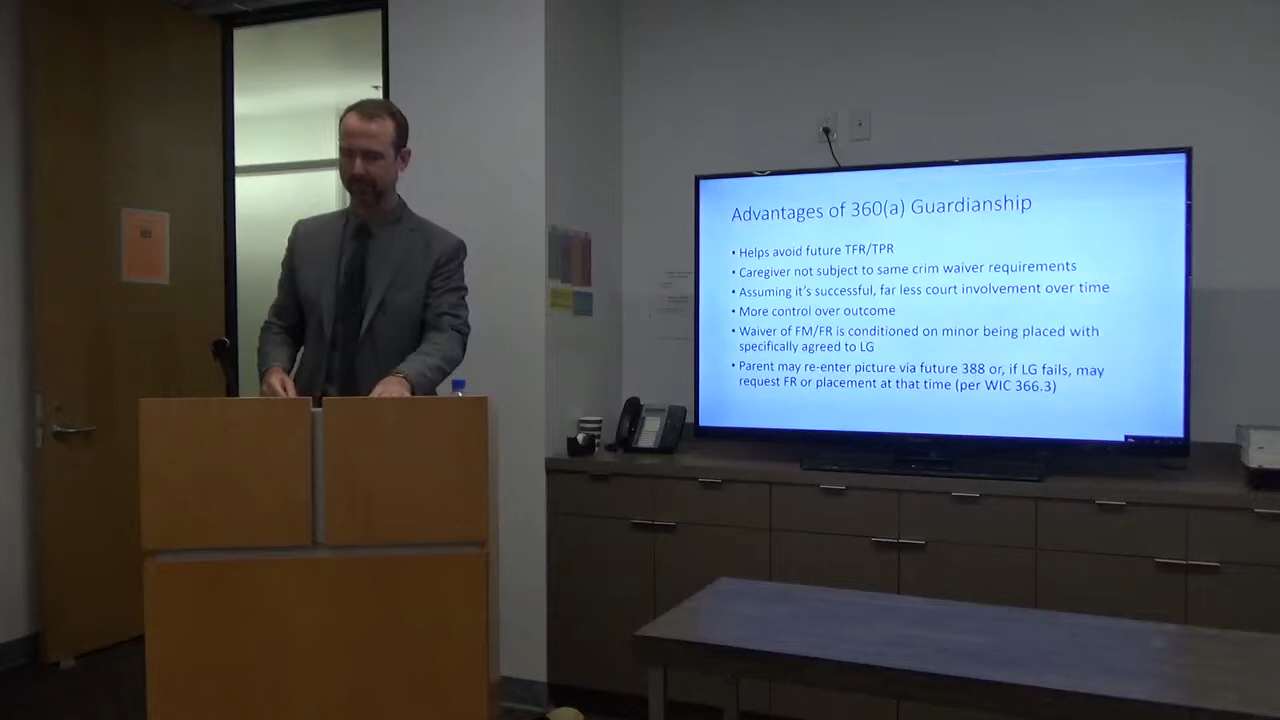 Advantages of 360(a) Guardianship
• Helps avoid future TFR/TPR
• Caregiver not subject to same crim waiver requirements
• Assuming it's successful, far less court involvement over time
• More control over outcome
• Waiver of FM/FR is conditioned on minor being placed with
specifically agreed to LG
• Parent may re-enter picture via future 388 or, if LG fails, may
request FR or placement at that time (per WIC 366.3)